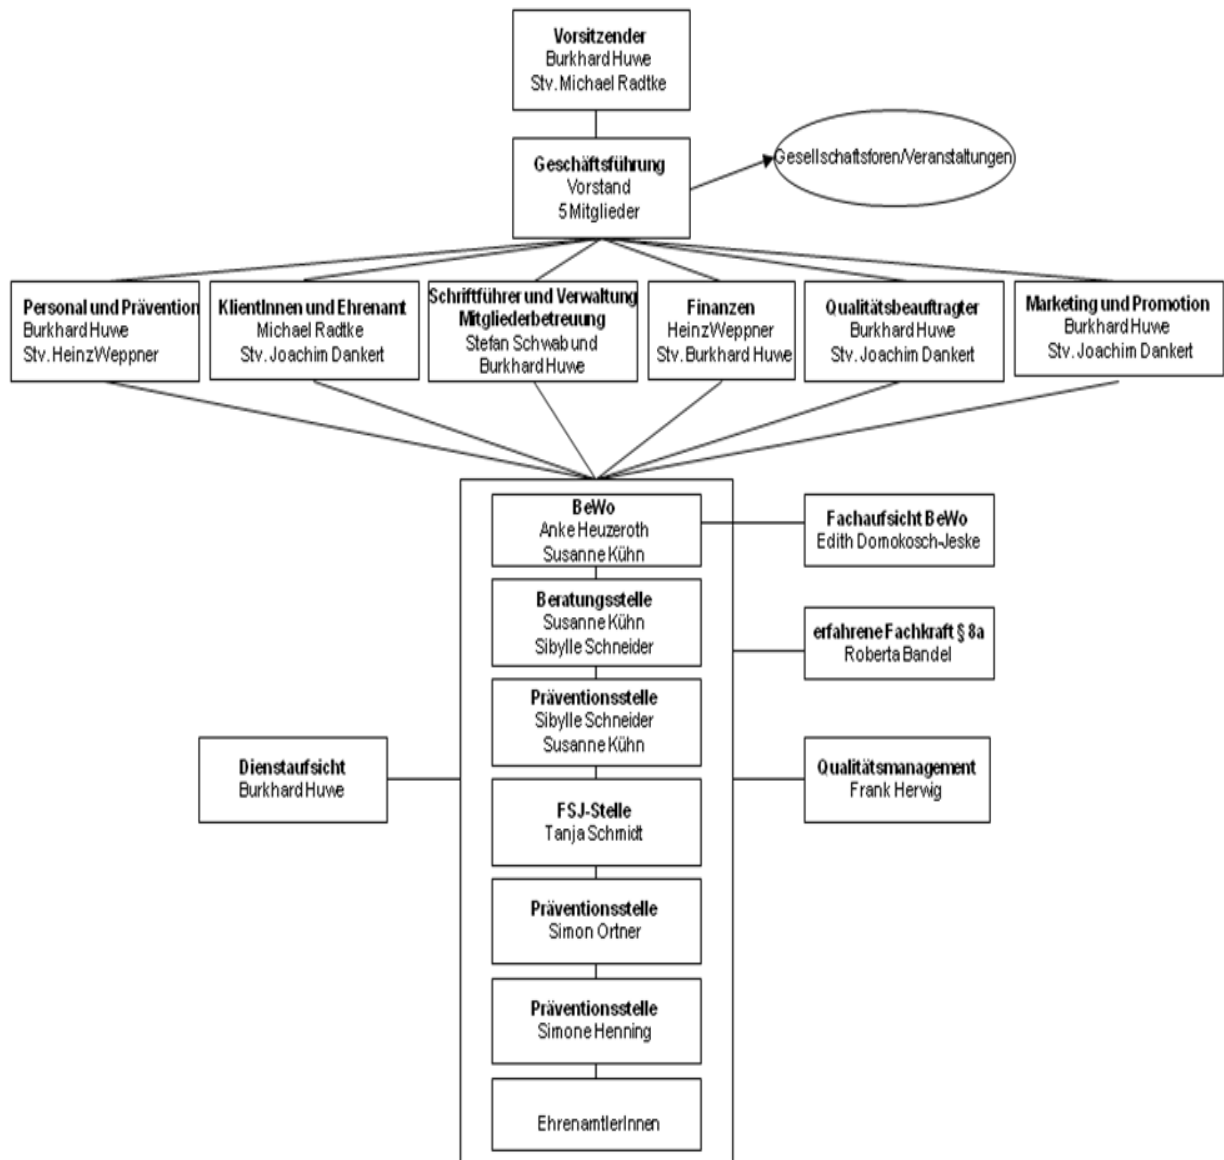 Vorsitzender
Burkhard Huwe
Stv. Michael Radtke
Geschäftsführung
Vorstand
5 Mitglieder
Gesellschaftsforen/Veranstaltungen
Personal und Prävention
Burkhard Huwe
Stv. Heinz Weppner
KlientInnen und Ehrenamt
Michael Radtke
Stv. Joachim Dankert
Schriftführer und Verwaltung
Mitgliederbetreuung
Stefan Schwab und
Burkhard Huwe
Finanzen
Heinz Weppner
Stv. Burkhard Huwe
Qualitätsbeauftragter
Burkhard Huwe
Stv. Joachim Dankert
Marketing und Promotion
Burkhard Huwe
Stv. Joachim Dankert
BeWo
Anke Heuzeroth
Susanne Kühn
Fachaufsicht BeWo
Edith Domokosch-Jeske
Beratungsstelle
Susanne Kühn
Sibylle Schneider
erfahrene Fachkraft § 8a
Roberta Bandel
Präventionsstelle
Sibylle Schneider
Susanne Kühn
Dienstaufsicht
Burkhard Huwe
Qualitätsmanagement
Frank Herwig
FSJ-Stelle
Tanja Schmidt
Präventionsstelle
Simon Ortner
Präventionsstelle
Simone Henning
EhrenamtlerInnen